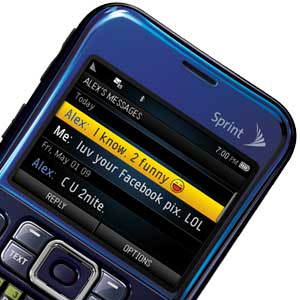 Sprint
7:00 PM
ALEX'S MESSAGES
Today
Alex: I know. 2 funny 😄
Me: luv your Facebook pix. LOL
Fri, May 01 09
Alex: C U 2nite.
REPLY
OPTIONS
TEXT